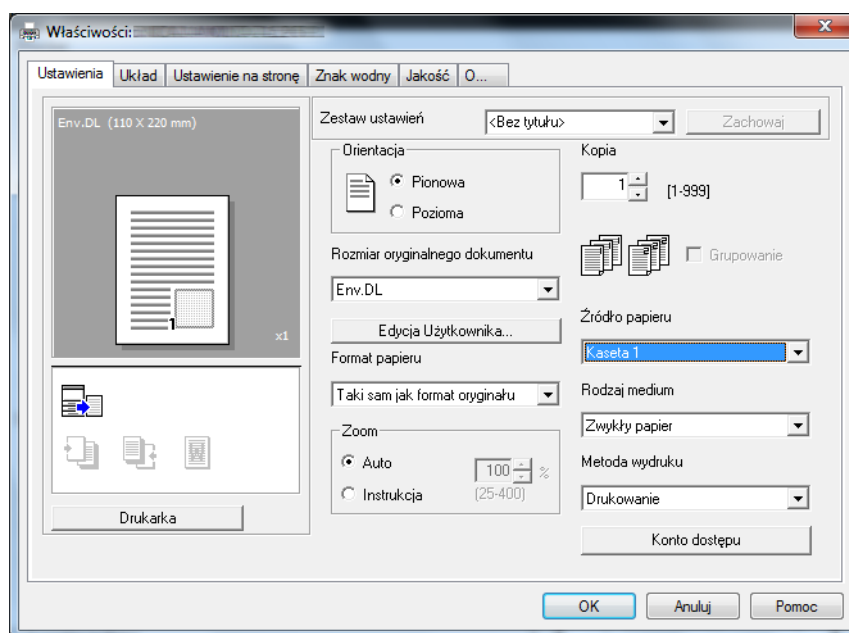 Właściwości:
Ustawienia Układ Ustawienie na stronę Znak wodny Jakość O...
Env.DL (110 X 220 mm)
1
x1
Drukarka
Zestaw ustawień <Bez tytułu> Zachowaj
Orientacja
Pionowa
Pozioma
Rozmiar oryginalnego dokumentu
Env.DL
Edycja Użytkownika...
Format papieru
Taki sam jak format oryginału
Zoom
Auto
100 %
Instrukcja (25-400)
Kopia
1 [1-999]
Grupowanie
Źródło papieru
Kaseta 1
Rodzaj medium
Zwykły papier
Metoda wydruku
Drukowanie
Konto dostępu
OK Anuluj Pomoc